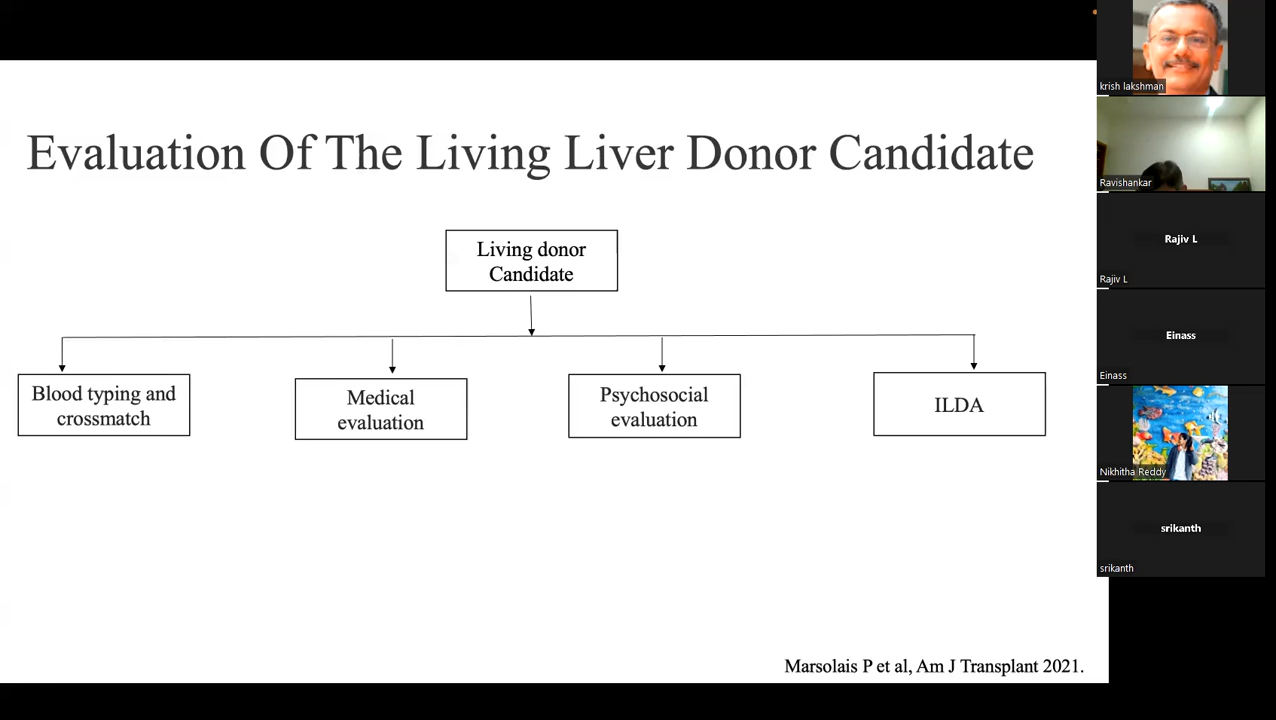 Evaluation Of The Living Liver Donor Candidate
Living donor
Candidate
Blood typing and
crossmatch
Medical
evaluation
Psychosocial
evaluation
ILDA
Marsolais P et al, Am J Transplant 2021.
krish lakshman
Ravishankar
Rajiv L
Rajiv L
Einass
Einass
Nikhitha Reddy
srikanth
srikanth